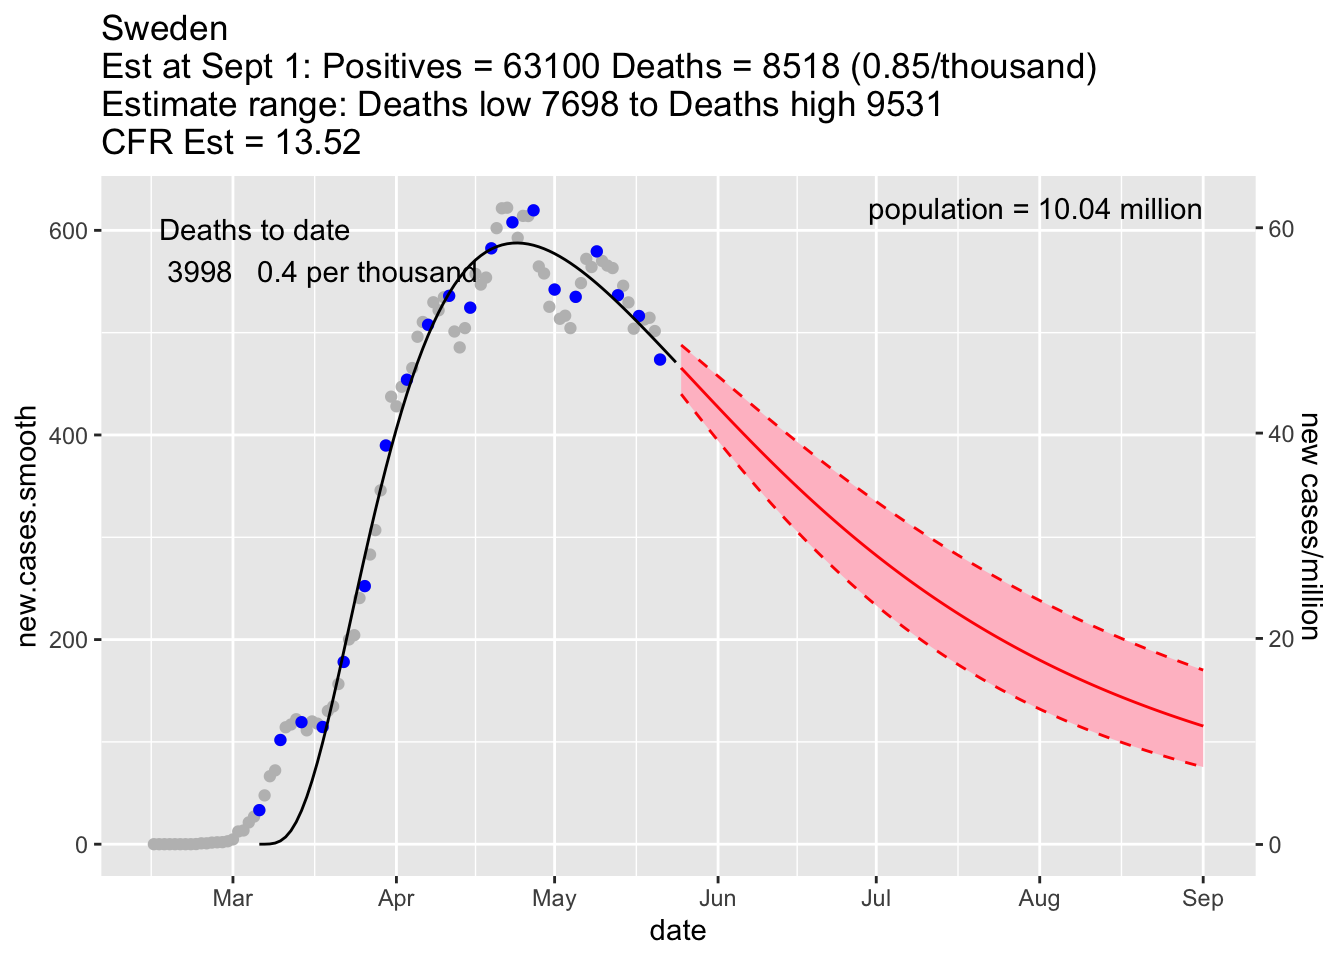 Sweden
Est at Sept 1: Positives = 63100 Deaths = 8518 (0.85/thousand)
Estimate range: Deaths low 7698 to Deaths high 9531
CFR Est = 13.52
population = 10.04 million
Deaths to date
3998 0.4 per thousand
new.cases.smooth
600
400
200
0
60
40
20
0
new cases/million
Mar Apr May Jun Jul Aug Sep
date